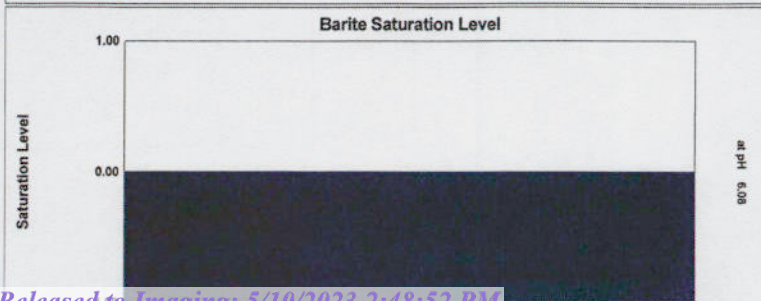 Barite Saturation Level
1.00
Saturation Level
0.00
at pH 6.08
Released to Imaging: 5/10/2023 2:48:52 PM